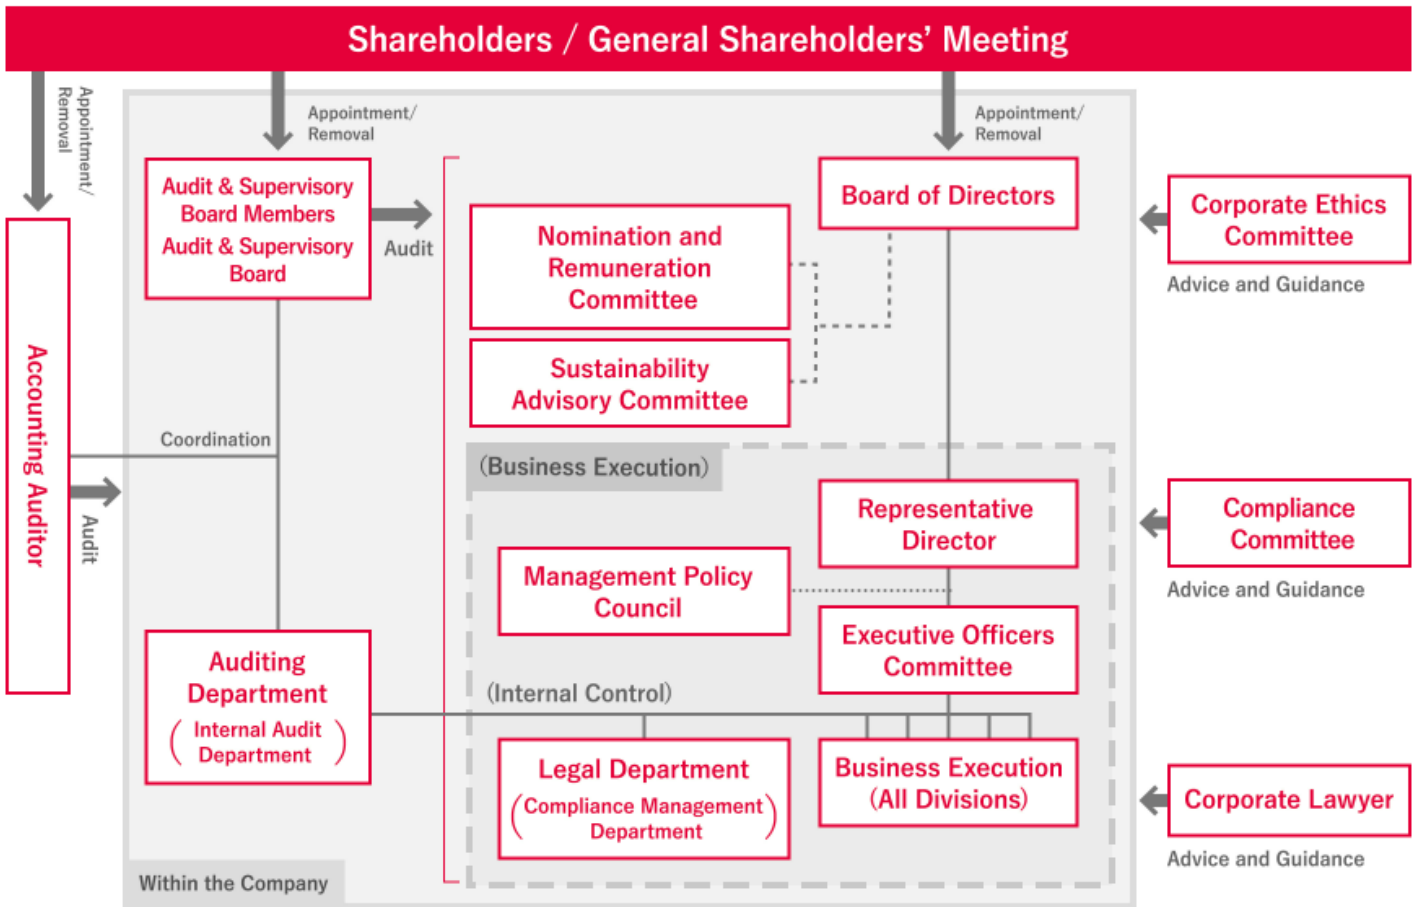 Shareholders / General Shareholders’ Meeting
Appointment/
Removal
Appointment/
Removal
Appointment/
Removal
Audit & Supervisory
Board Members
Audit & Supervisory
Board
Audit
Nomination and
Remuneration
Committee
Board of Directors
Corporate Ethics
Committee
Advice and Guidance
Sustainability
Advisory Committee
Accounting Auditor
Coordination
Audit
(Business Execution)
Representative
Director
Compliance
Committee
Advice and Guidance
Management Policy
Council
Executive Officers
Committee
Auditing
Department
( Internal Audit
Department )
(Internal Control)
Legal Department
(Compliance Management
Department )
Business Execution
(All Divisions)
Corporate Lawyer
Advice and Guidance
Within the Company